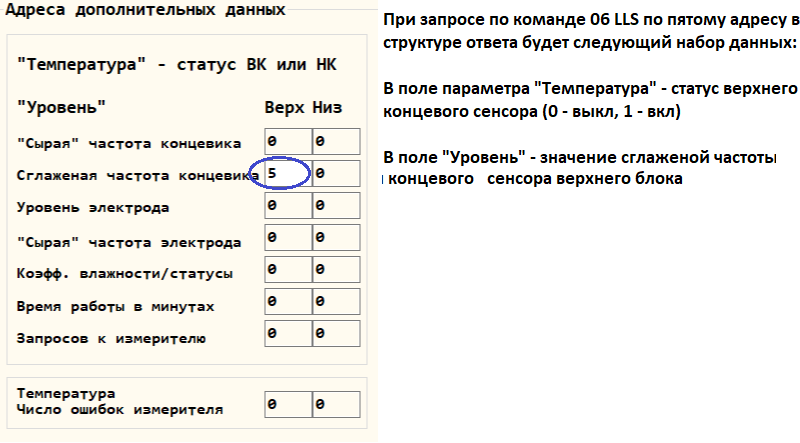 Адреса дополнительных данных
"Температура" - статус ВК или НК
"Уровень" Верх Низ
"Сырая" частота концевика 0 0
Сглаженая частота концевика 5 0
Уровень электрода 0 0
"Сырая" частота электрода 0 0
Коэфф. влажности/статусы 0 0
Время работы в минутах 0 0
Запросов к измерителю 0 0
Температура
Число ошибок измерителя 0 0
При запросе по команде 06 LLS по пятому адресу в
структуре ответа будет следующий набор данных:
В поле параметра "Температура" - статус верхнего
концевого сенсора (0 - выкл, 1 - вкл)
В поле "Уровень" - значение сглаженой частоты
концевого сенсора верхнего блока